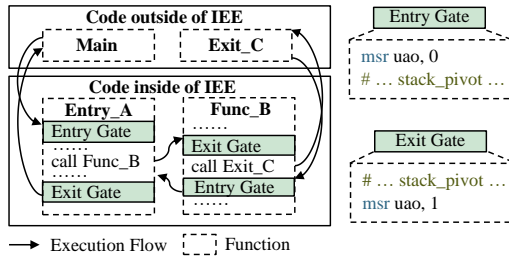 Code outside of IEE
Main
Exit_C
Code inside of IEE
Entry_A
Entry Gate
......
call Func_B
......
Exit Gate
Func_B
......
Exit Gate
call Exit_C
Entry Gate
......
Execution Flow
Function
Entry Gate
msr uao, 0
# ... stack_pivot ...
Exit Gate
# ... stack_pivot ...
msr uao, 1